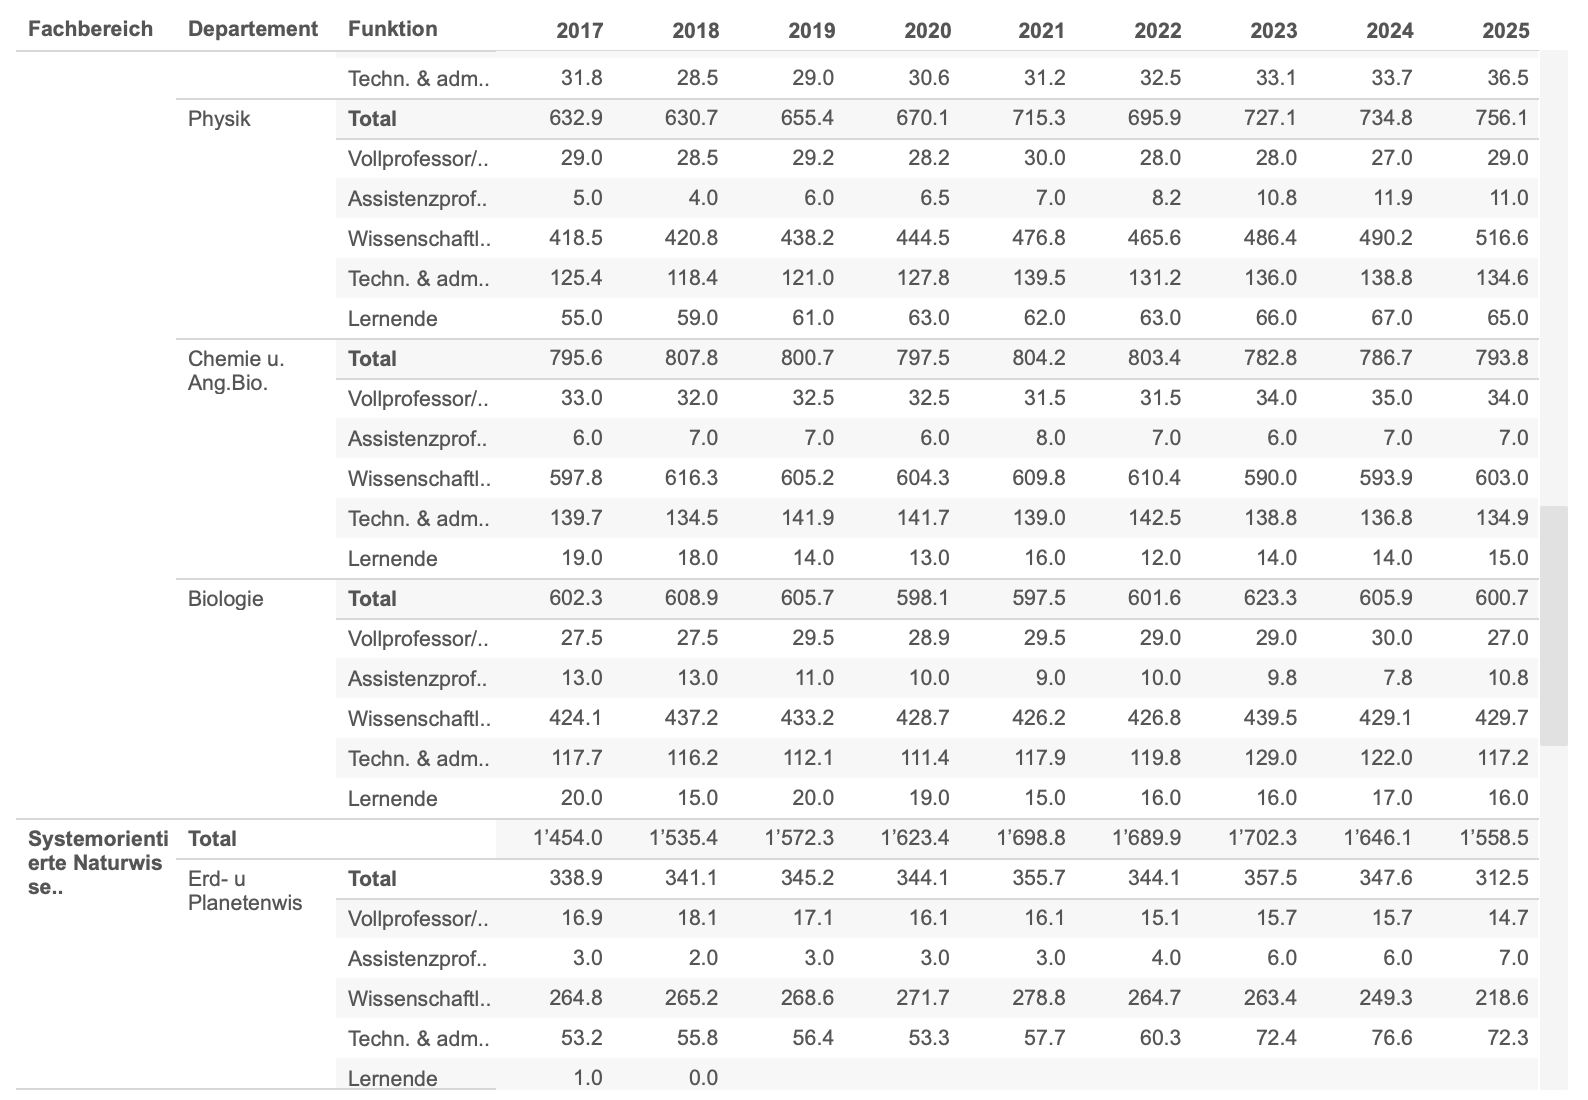 Fachbereich Departement Funktion 2017 2018 2019 2020 2021 2022 2023 2024 2025
Techn. & adm.. 31.8 28.5 29.0 30.6 31.2 32.5 33.1 33.7 36.5
Physik Total 632.9 630.7 655.4 670.1 715.3 695.9 727.1 734.8 756.1
Vollprofessor/.. 29.0 28.5 29.2 28.2 30.0 28.0 28.0 27.0 29.0
Assistenzprof.. 5.0 4.0 6.0 6.5 7.0 8.2 10.8 11.9 11.0
Wissenschaftl.. 418.5 420.8 438.2 444.5 476.8 465.6 486.4 490.2 516.6
Techn. & adm.. 125.4 118.4 121.0 127.8 139.5 131.2 136.0 138.8 134.6
Lernende 55.0 59.0 61.0 63.0 62.0 63.0 66.0 67.0 65.0
Chemie u. Total 795.6 807.8 800.7 797.5 804.2 803.4 782.8 786.7 793.8
Ang.Bio.
Vollprofessor/.. 33.0 32.0 32.5 32.5 31.5 31.5 34.0 35.0 34.0
Assistenzprof.. 6.0 7.0 7.0 6.0 8.0 7.0 6.0 7.0 7.0
Wissenschaftl.. 597.8 616.3 605.2 604.3 609.8 610.4 590.0 593.9 603.0
Techn. & adm.. 139.7 134.5 141.9 141.7 139.0 142.5 138.8 136.8 134.9
Lernende 19.0 18.0 14.0 13.0 16.0 12.0 14.0 14.0 15.0
Biologie Total 602.3 608.9 605.7 598.1 597.5 601.6 623.3 605.9 600.7
Vollprofessor/.. 27.5 27.5 29.5 28.9 29.5 29.0 29.0 30.0 27.0
Assistenzprof.. 13.0 13.0 11.0 10.0 9.0 10.0 9.8 7.8 10.8
Wissenschaftl.. 424.1 437.2 433.2 428.7 426.2 426.8 439.5 429.1 429.7
Techn. & adm.. 117.7 116.2 112.1 111.4 117.9 119.8 129.0 122.0 117.2
Lernende 20.0 15.0 20.0 19.0 15.0 16.0 16.0 17.0 16.0
Systemorienti Total 1’454.0 1’535.4 1’572.3 1’623.4 1’698.8 1’689.9 1’702.3 1’646.1 1’558.5
erte Naturwis
se..
Erd- u Total 338.9 341.1 345.2 344.1 355.7 344.1 357.5 347.6 312.5
Planetenwis
Vollprofessor/.. 16.9 18.1 17.1 16.1 16.1 15.1 15.7 15.7 14.7
Assistenzprof.. 3.0 2.0 3.0 3.0 3.0 4.0 6.0 6.0 7.0
Wissenschaftl.. 264.8 265.2 268.6 271.7 278.8 264.7 263.4 249.3 218.6
Techn. & adm.. 53.2 55.8 56.4 53.3 57.7 60.3 72.4 76.6 72.3
Lernende 1.0 0.0